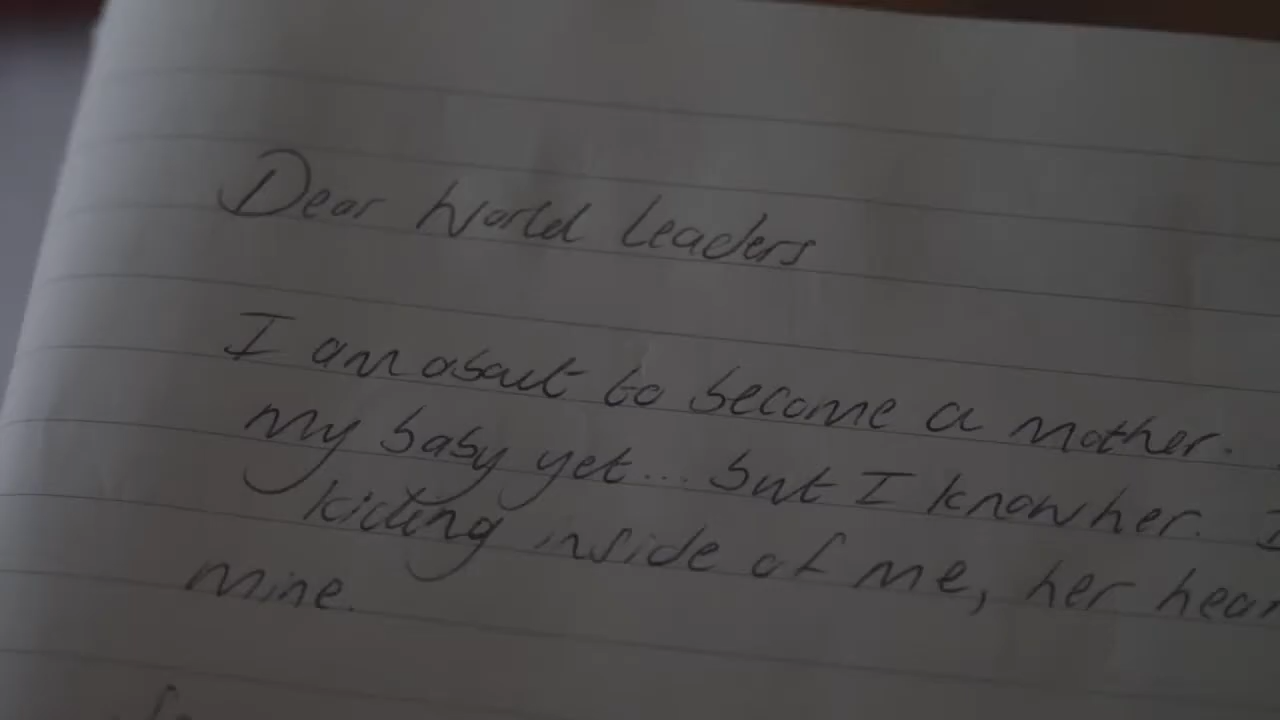 Dear World Leaders
I am about to become a mother.
my baby yet... but I know her. I
kicking inside of me, her
mine.